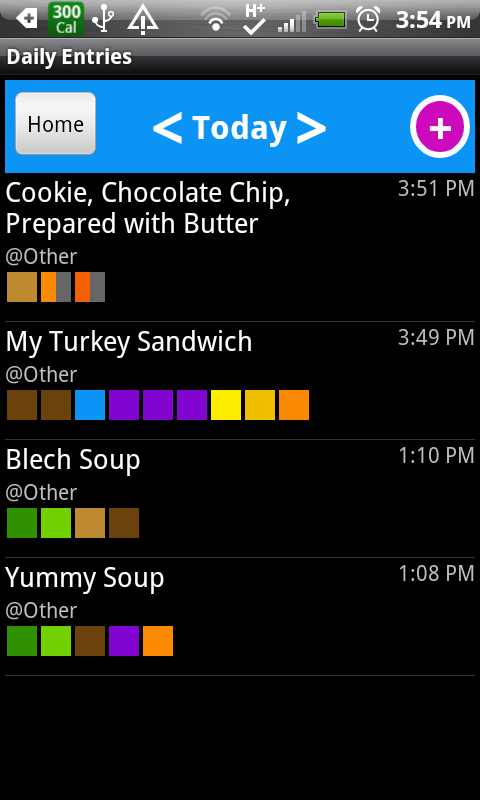 300 Cal H+ 3:54 PM
Daily Entries
Home < Today > +
Cookie, Chocolate Chip, 3:51 PM
Prepared with Butter
@Other
My Turkey Sandwich 3:49 PM
@Other
Blech Soup 1:10 PM
@Other
Yummy Soup 1:08 PM
@Other